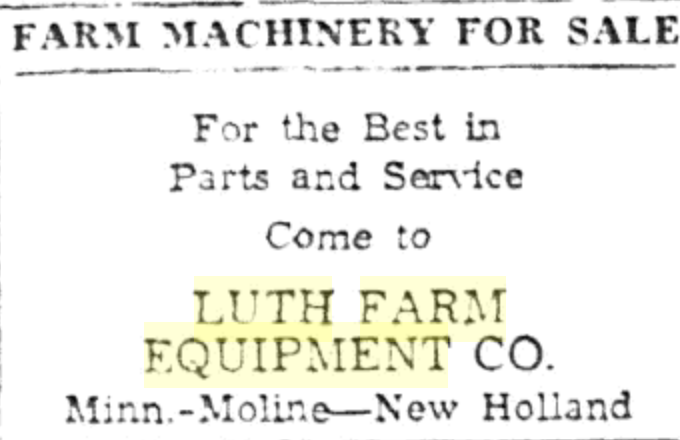 FARM MACHINERY FOR SALE
For the Best in
Parts and Service
Come to
LUTH FARM
EQUIPMENT CO.
Minn.-Moline—New Holland